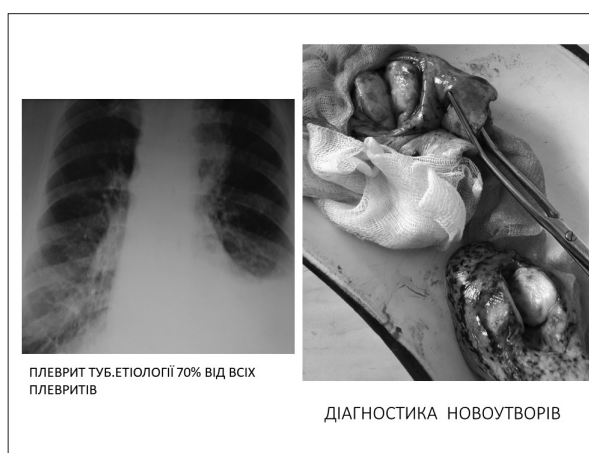 ПЛЕВРИТ ТУБ.ЕТІОЛОГІЇ 70% ВІД ВСІХ
ПЛЕВРИТІВ
ДІАГНОСТИКА НОВОУТВОРІВ